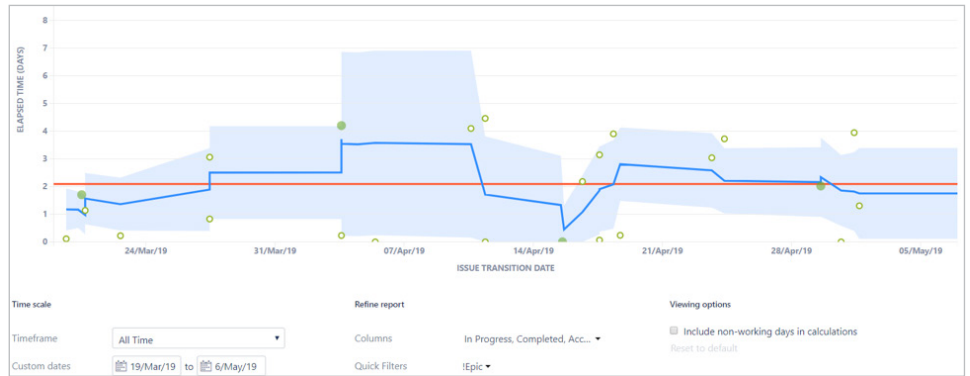 8
7
6
5
4
3
2
1
0
ELAPSED TIME (DAYS)
24/Mar/19 31/Mar/19 07/Apr/19 14/Apr/19 21/Apr/19 28/Apr/19 05/May/19
ISSUE TRANSITION DATE
Time scale Refine report Viewing options
Timeframe All Time Columns In Progress, Completed, Acc... Include non-working days in calculations
Reset to default
Custom dates 19/Mar/19 to 6/May/19 Quick Filters !Epic